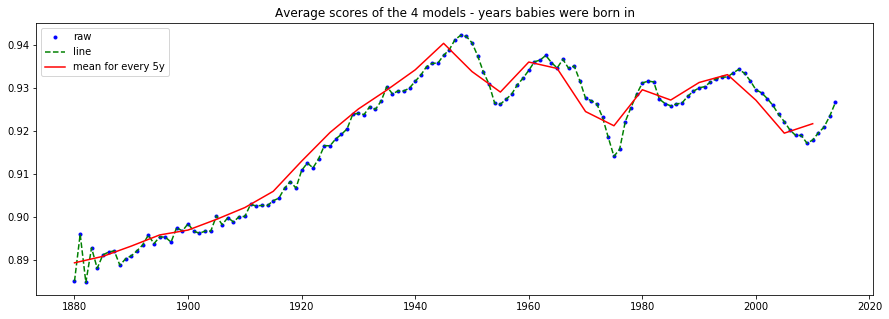 Average scores of the 4 models - years babies were born in
raw
line
mean for every 5y
0.94
0.93
0.92
0.91
0.90
0.89
1880 1900 1920 1940 1960 1980 2000 2020